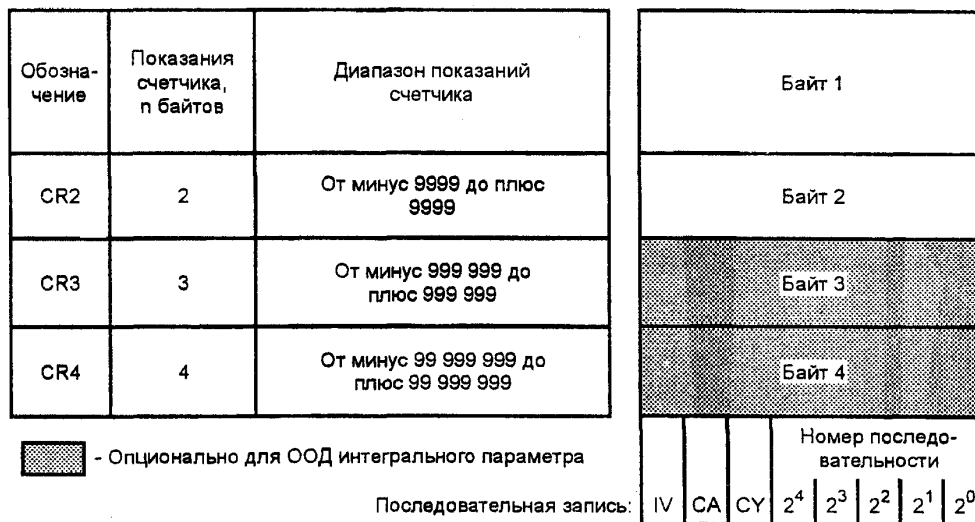 Обозна-
чение
Показания
счетчика,
n байтов
Диапазон показаний
счетчика
Байт 1
CR2
2
От минус 9999 до плюс
9999
Байт 2
CR3
3
От минус 999 999 до
плюс 999 999
Байт 3
CR4
4
От минус 99 999 999 до
плюс 99 999 999
Байт 4
- Опционально для ООД интегрального параметра
Номер последо-
вательности
Последовательная запись: IV CA CY 2⁴ 2³ 2² 2¹ 2⁰